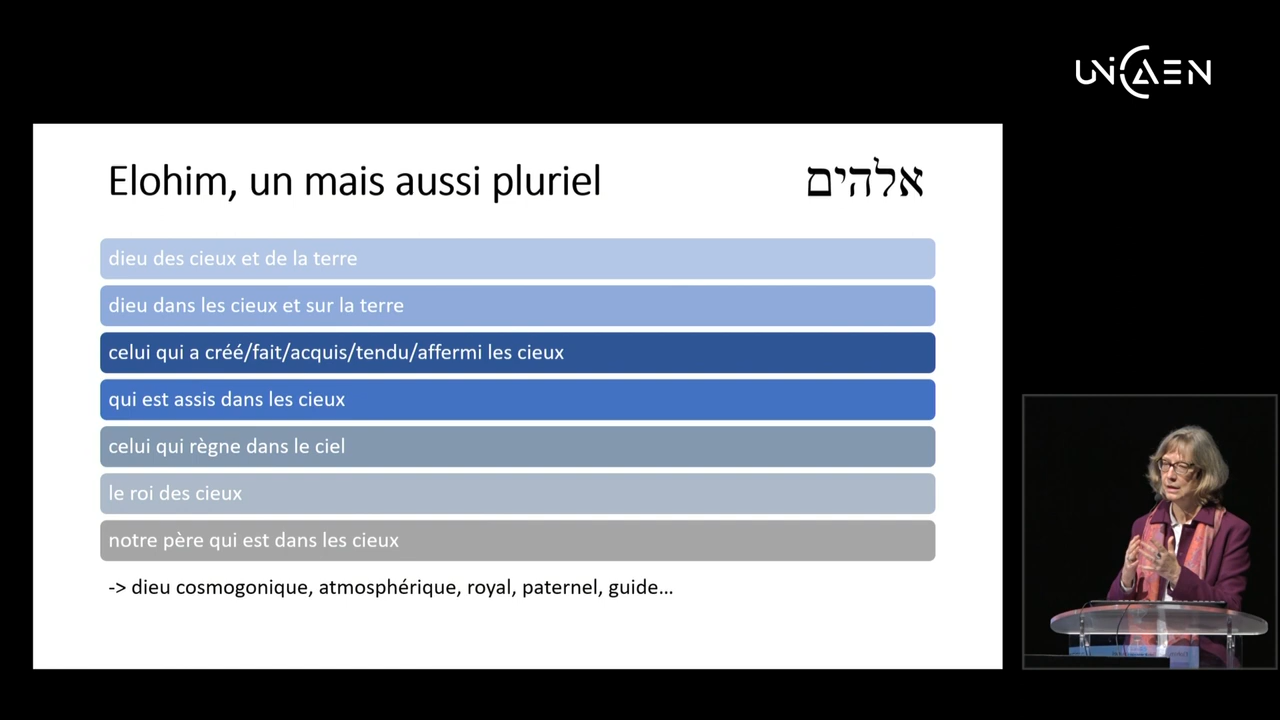 UNICAEN
Elohim, un mais aussi pluriel
אלהים
dieu des cieux et de la terre
dieu dans les cieux et sur la terre
celui qui a créé/fait/acquis/tendu/affermi les cieux
qui est assis dans les cieux
celui qui règne dans le ciel
le roi des cieux
notre père qui est dans les cieux
-> dieu cosmogonique, atmosphérique, royal, paternel, guide...